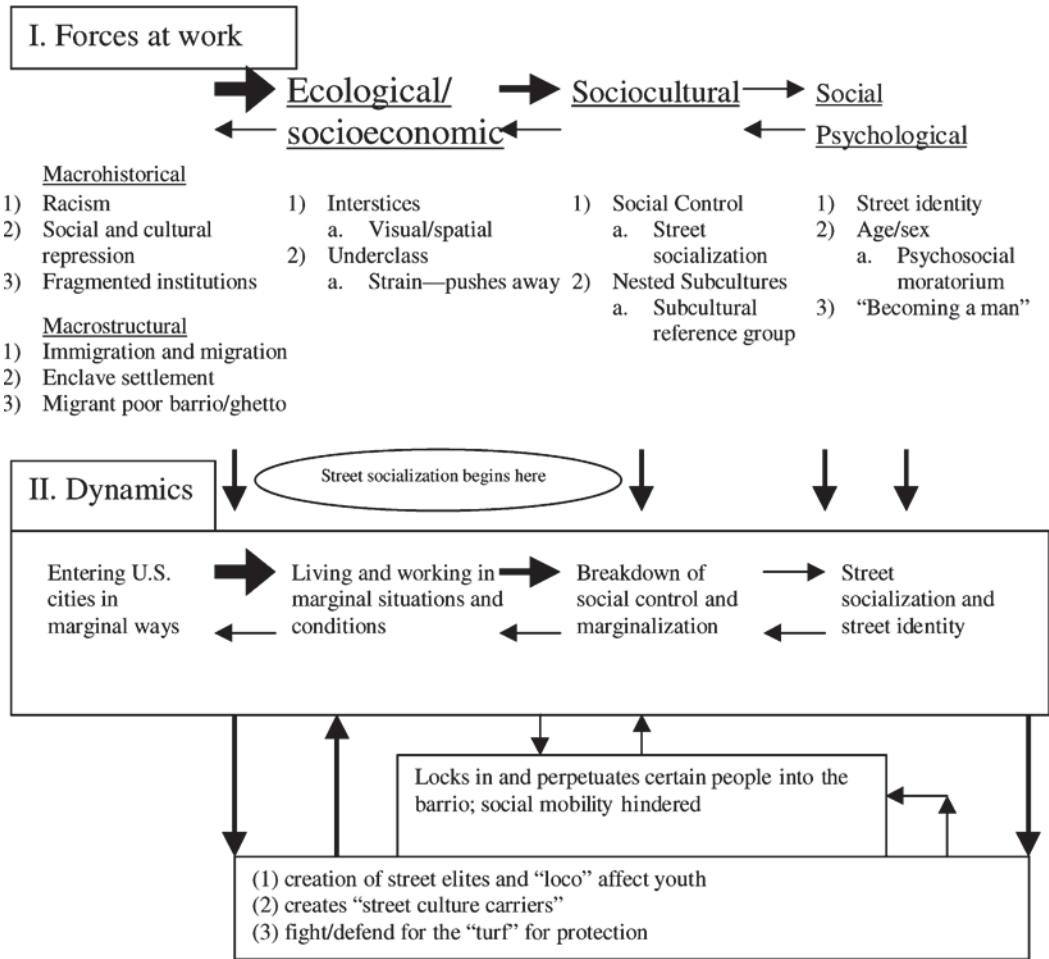 I. Forces at work
Ecological/
socioeconomic
Sociocultural
Social
Psychological
Macrohistorical
1) Racism
2) Social and cultural
repression
3) Fragmented institutions
Macrostructural
1) Immigration and migration
2) Enclave settlement
3) Migrant poor barrio/ghetto
1) Interstices
a. Visual/spatial
2) Underclass
a. Strain—pushes away
1) Social Control
a. Street
socialization
2) Nested Subcultures
a. Subcultural
reference group
1) Street identity
2) Age/sex
a. Psychosocial
moratorium
3) “Becoming a man”
Street socialization begins here
II. Dynamics
Entering U.S.
cities in
marginal ways
Living and working in
marginal situations and
conditions
Breakdown of
social control and
marginalization
Street
socialization and
street identity
Locks in and perpetuates certain people into the
barrio; social mobility hindered
(1) creation of street elites and “loco” affect youth
(2) creates “street culture carriers”
(3) fight/defend for the “turf” for protection